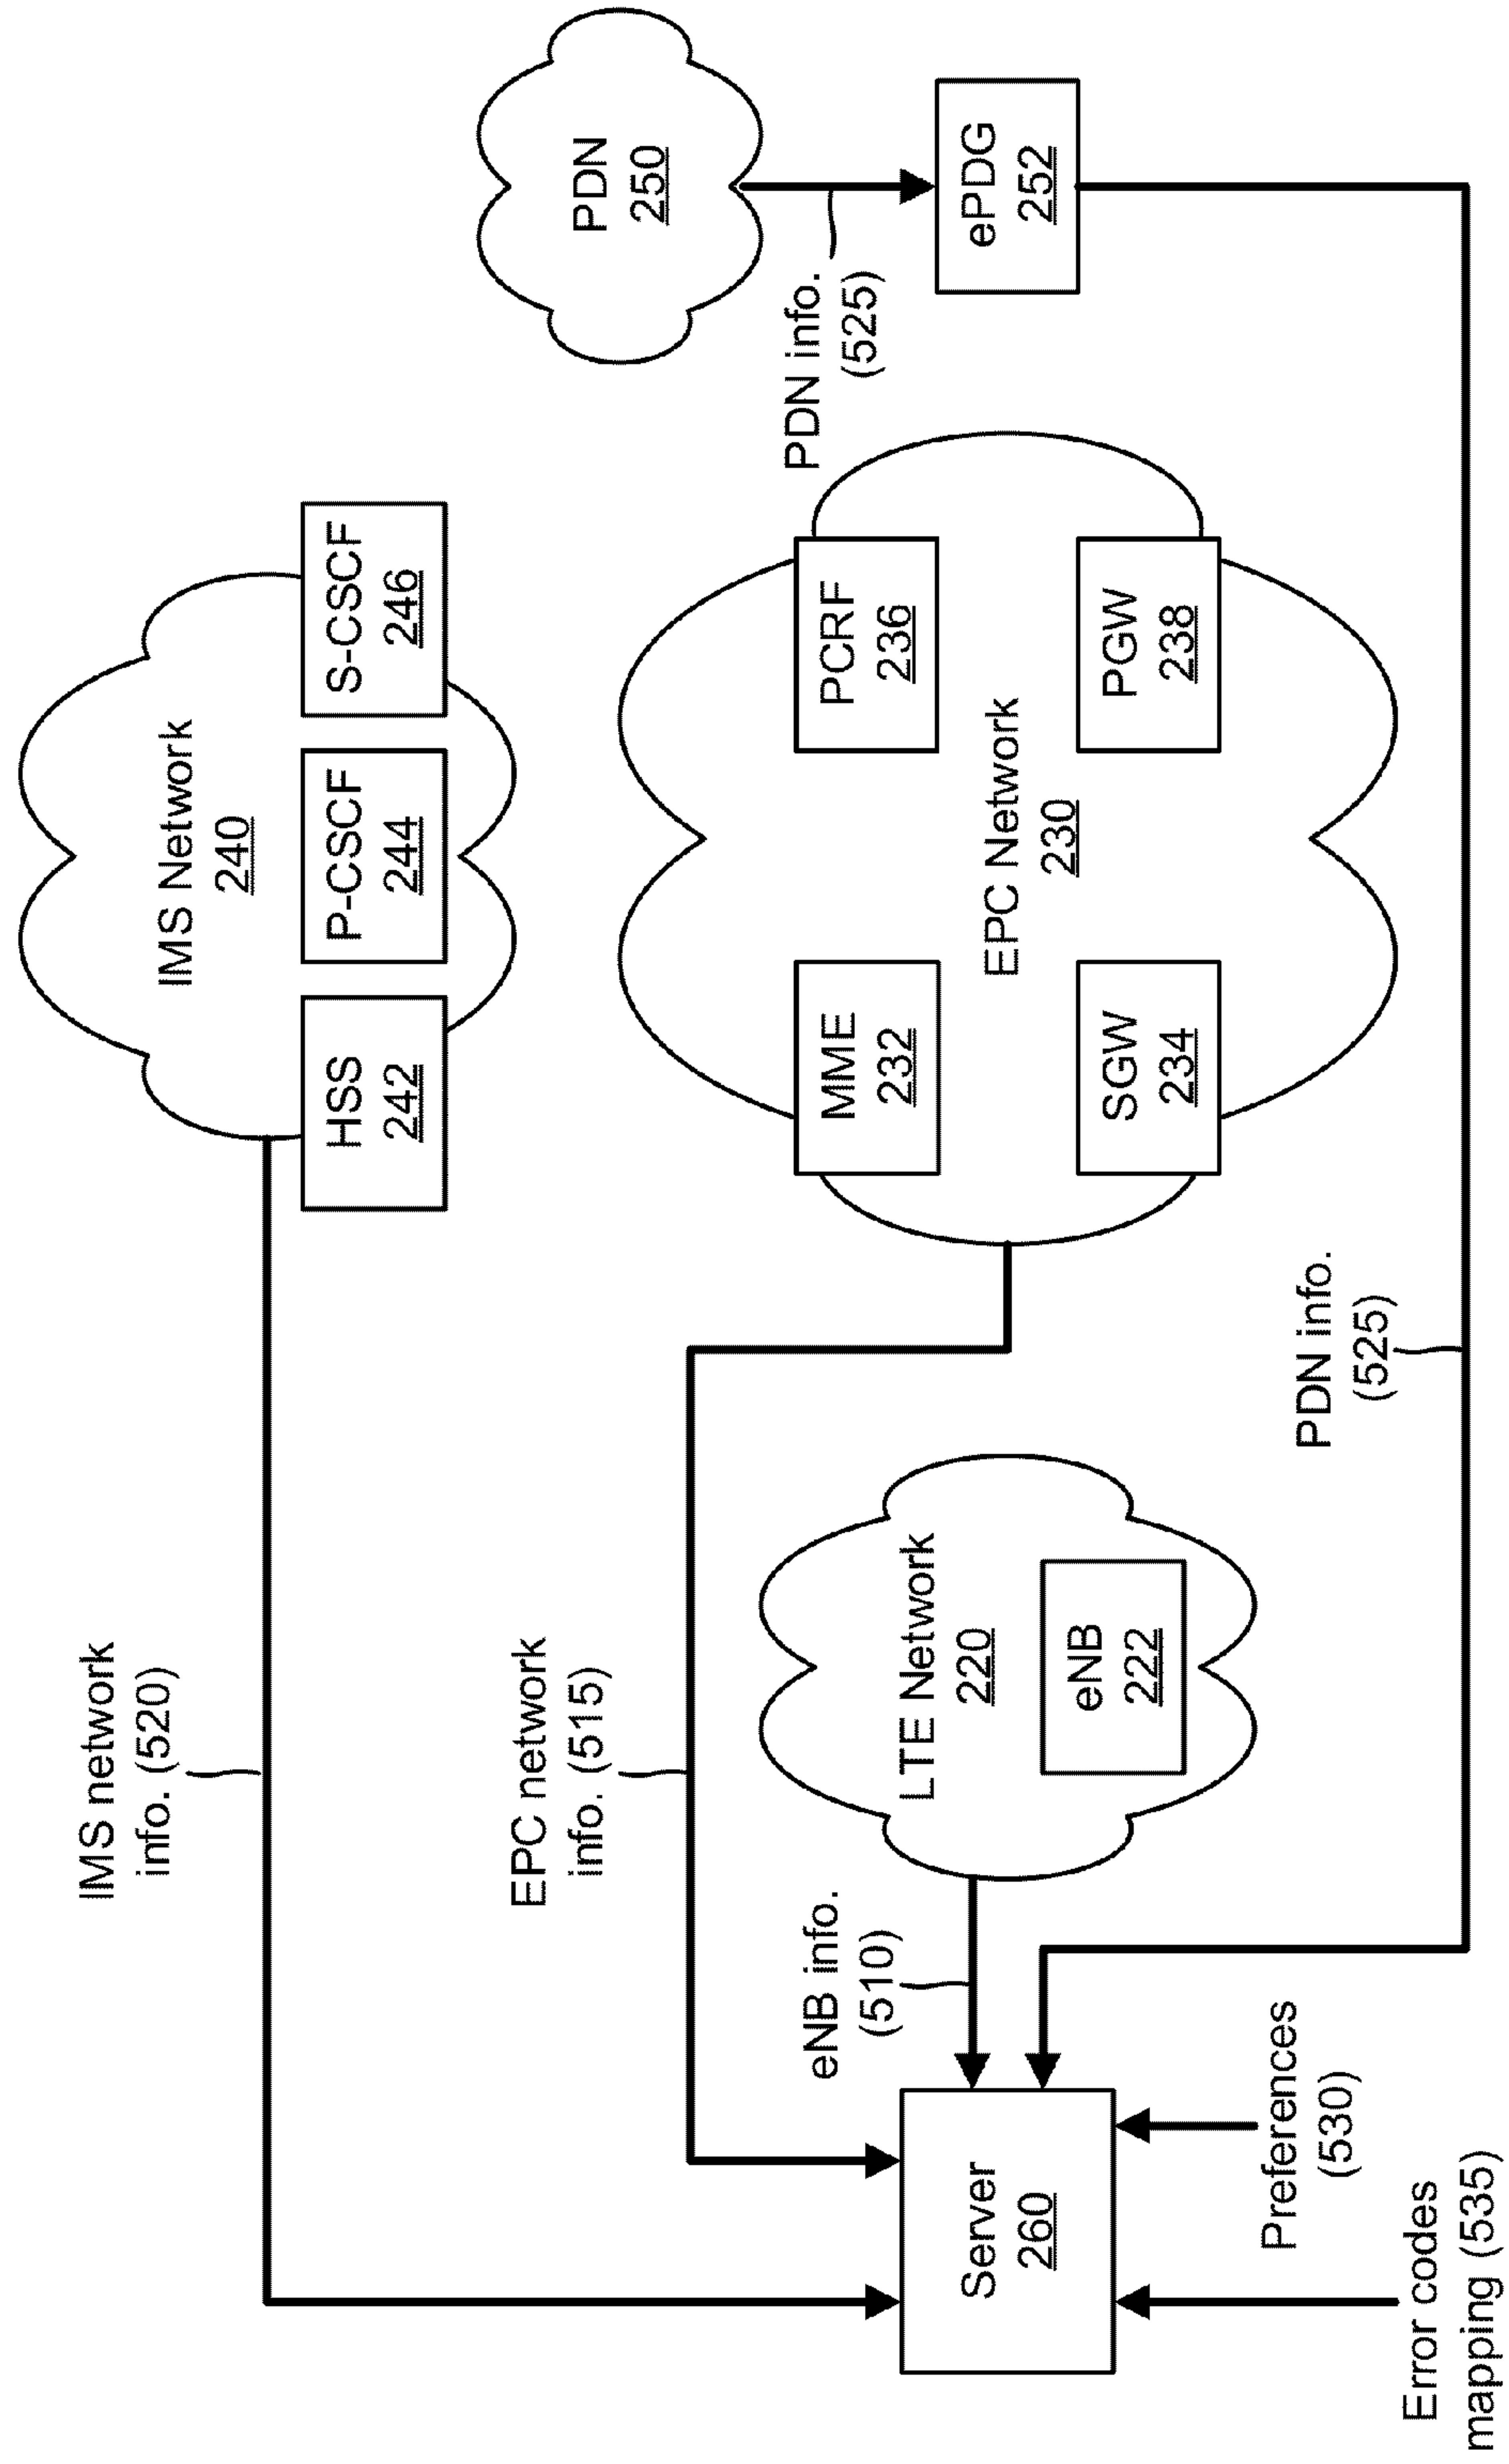 IMS network
info. (520)
IMS Network
240
HSS
242
P-CSCF
244
S-CSCF
246
PDN
250
PDN info.
(525)
ePDG
252
EPC network
info. (515)
MME
232
PCRF
236
EPC Network
230
SGW
234
PGW
238
eNB info.
(510)
LTE Network
220
eNB
222
Server
260
PDN info.
(525)
Preferences
(530)
Error codes
mapping (535)